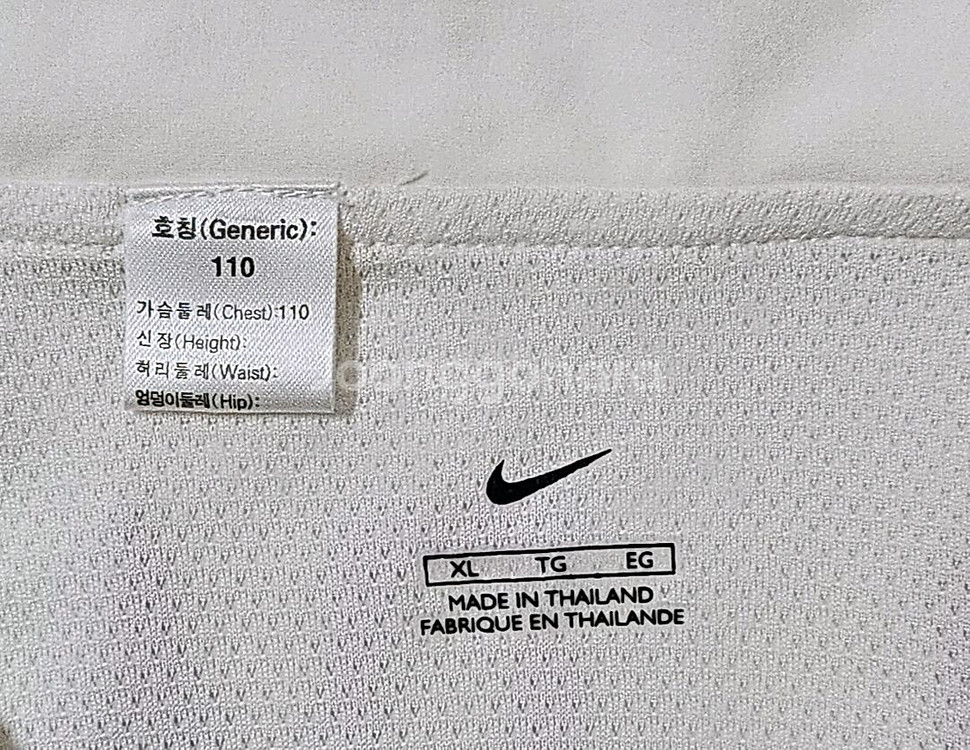 호칭(Generic):
110
가슴둘레(Chest):110
신장(Height):
허리둘레(Waist):
엉덩이둘레(Hip):
XL TG EG
MADE IN THAILAND
FABRIQUE EN THAILANDE